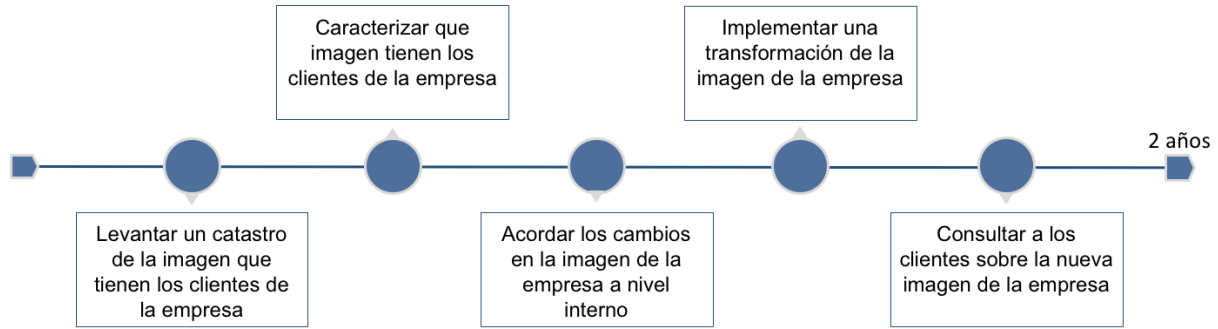 Caracterizar que
imagen tienen los
clientes de la empresa
Implementar una
transformación de la
imagen de la empresa
2 años
Levantar un catastro
de la imagen que
tienen los clientes de
la empresa
Acordar los cambios
en la imagen de la
empresa a nivel
interno
Consultar a los
clientes sobre la nueva
imagen de la empresa